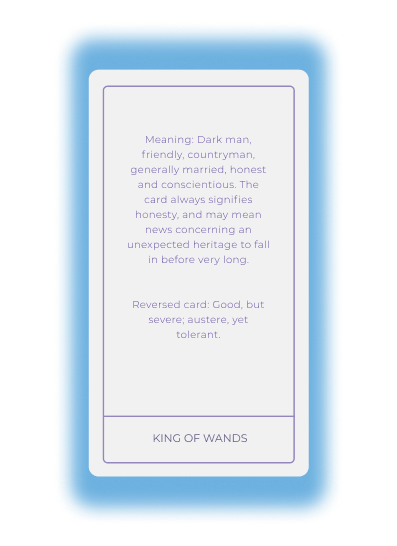 Meaning: Dark man,
friendly, countryman,
generally married, honest
and conscientious. The
card always signifies
honesty, and may mean
news concerning an
unexpected heritage to fall
in before very long.
Reversed card: Good, but
severe; austere, yet
tolerant.
KING OF WANDS